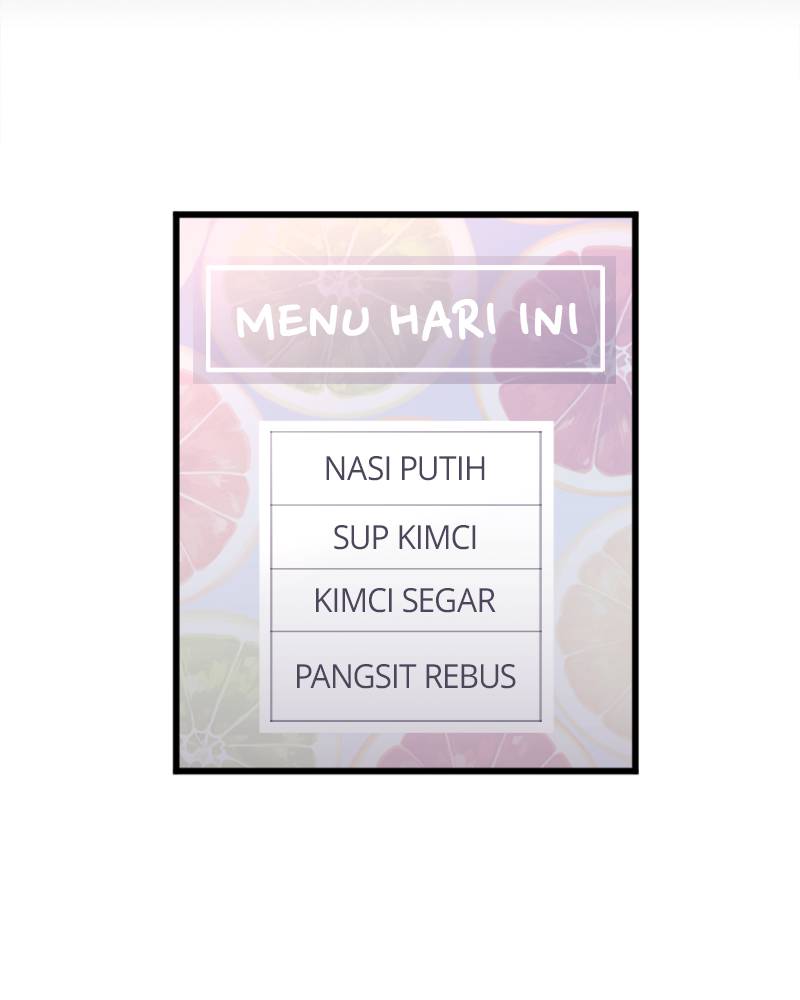 MENU HARI INI
NASI PUTIH
SUP KIMCI
KIMCI SEGAR
PANGSIT REBUS